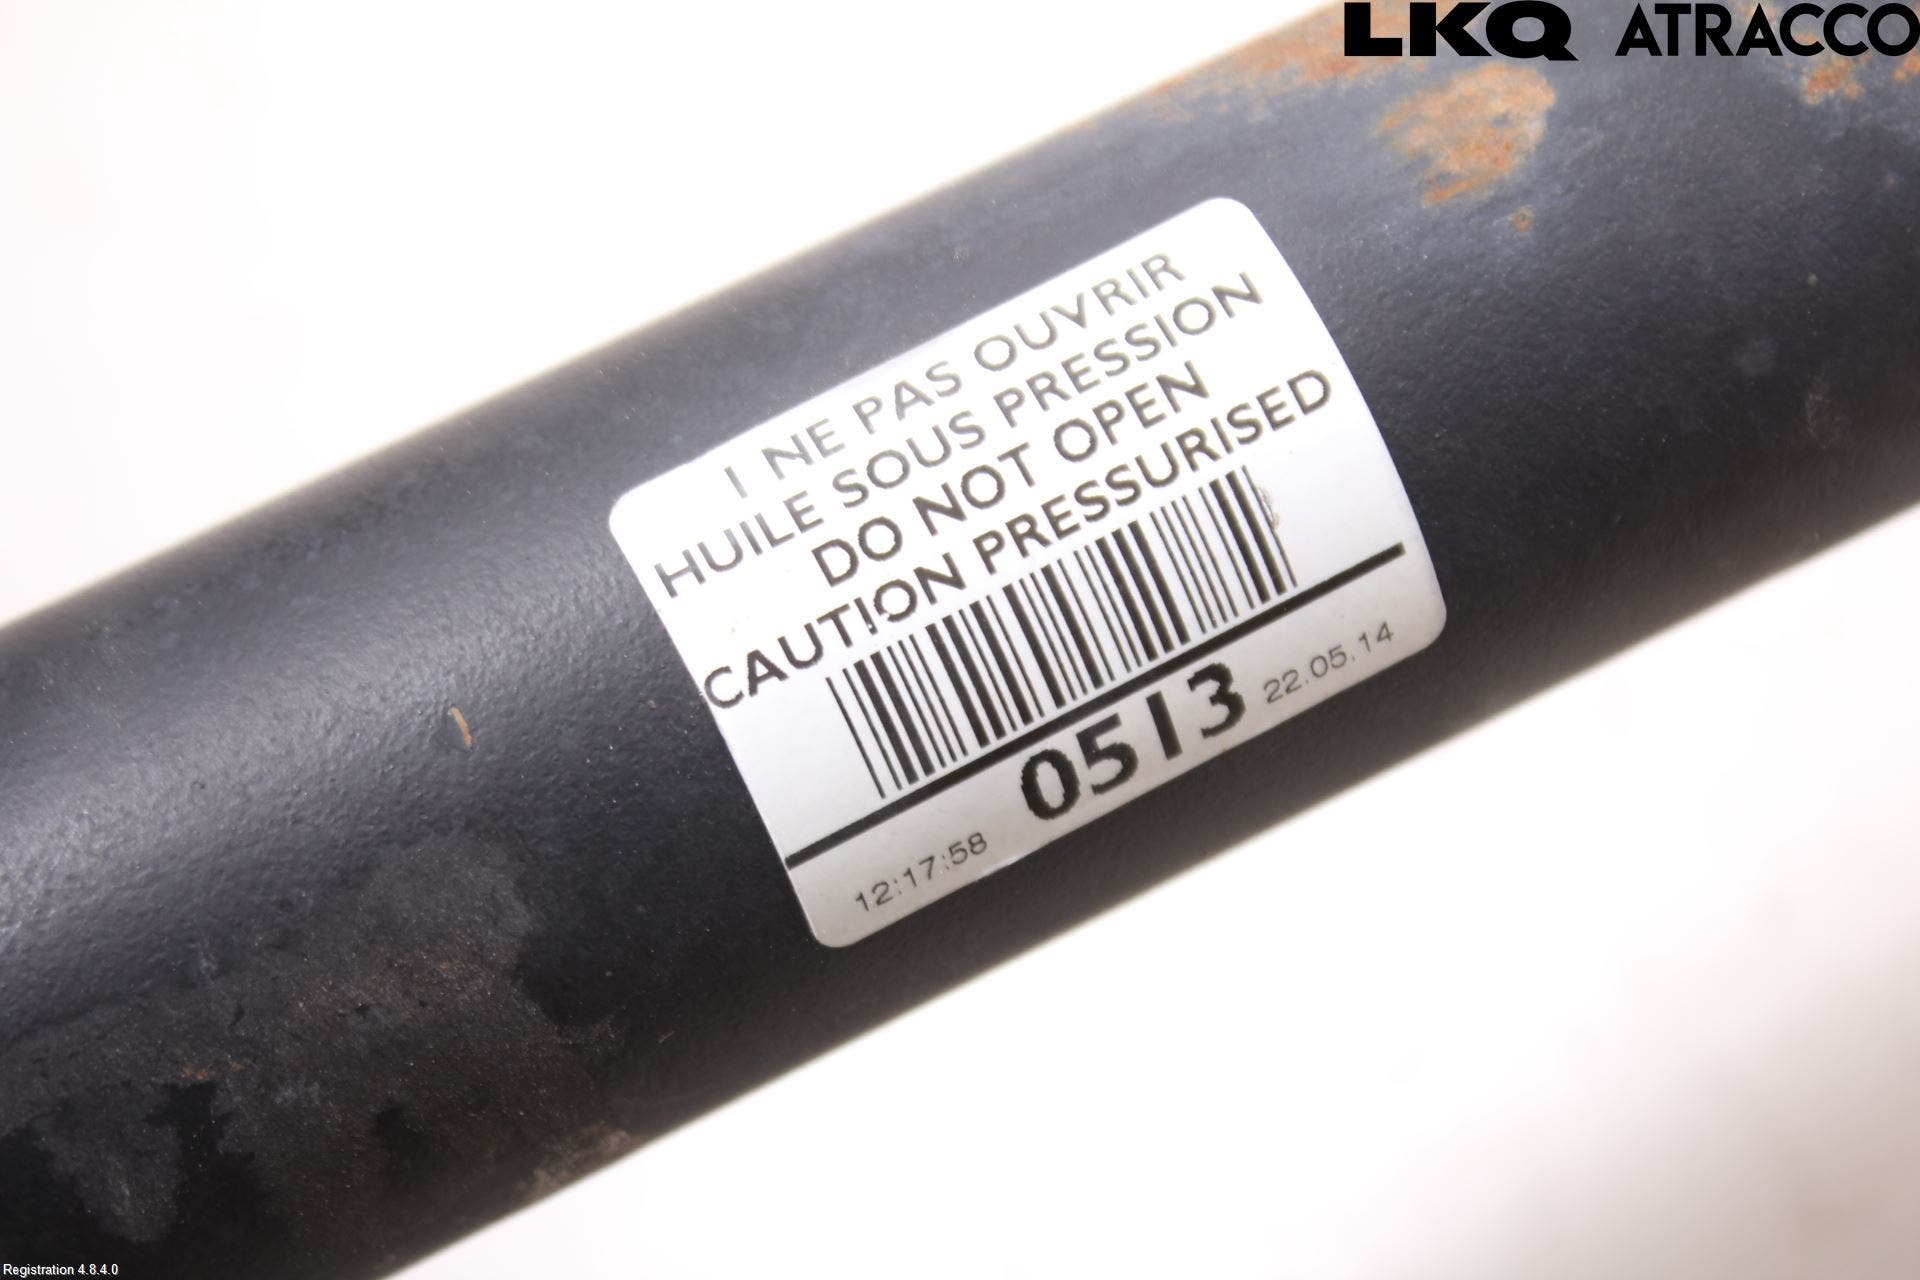 LKQ ATRACCO
1 NE PAS OUVRIR
HUILE SOUS PRESSION
DO NOT OPEN
CAUTION PRESSURISED
12:17:58 0513 22.05.14
Registration 4.8.4.0